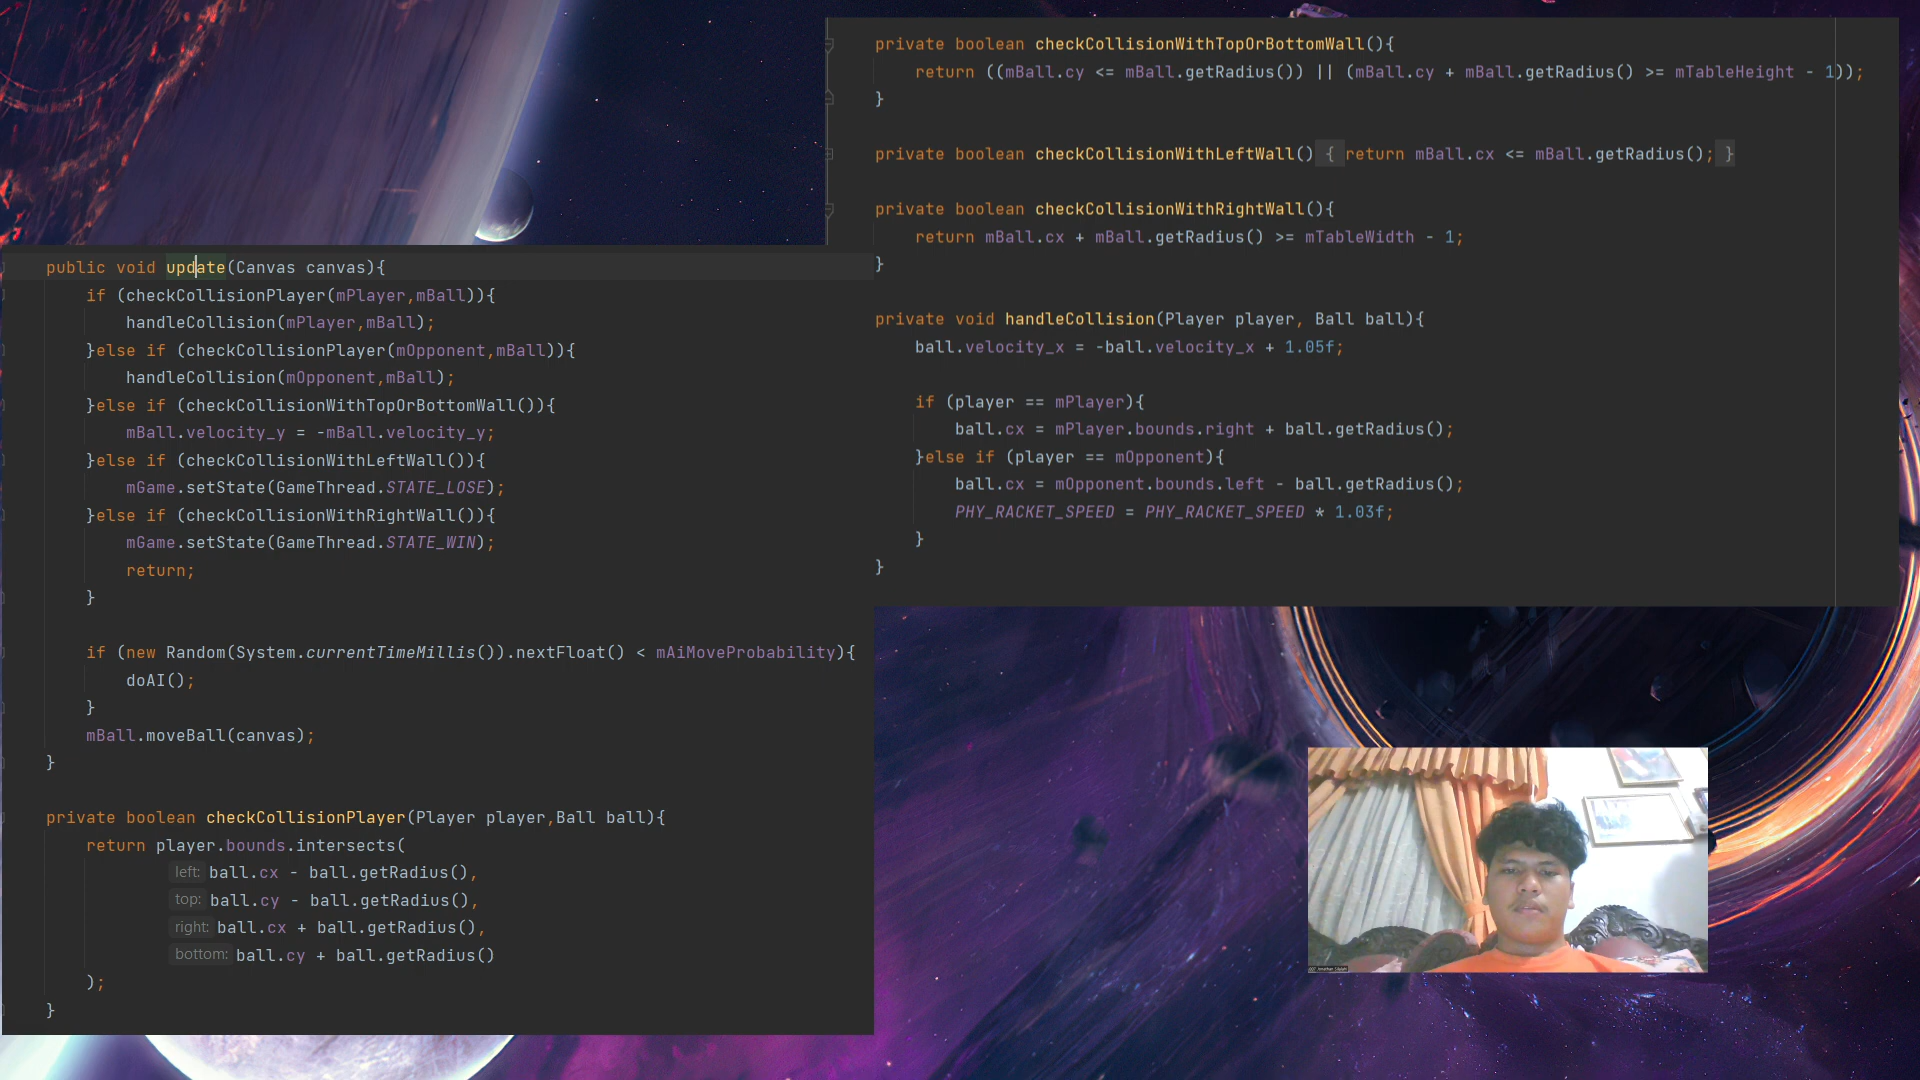 public void update(Canvas canvas){
if (checkCollisionPlayer(mPlayer,mBall)){
handleCollision(mPlayer,mBall);
}else if (checkCollisionPlayer(mOpponent,mBall)){
handleCollision(mOpponent,mBall);
}else if (checkCollisionWithTopOrBottomWall()){
mBall.velocity_y = -mBall.velocity_y;
}else if (checkCollisionWithLeftWall()){
mGame.setState(GameThread.STATE_LOSE);
}else if (checkCollisionWithRightWall()){
mGame.setState(GameThread.STATE_WIN);
return;
}
if (new Random(System.currentTimeMillis()).nextFloat() < mAiMoveProbability){
doAI();
}
mBall.moveBall(canvas);
}
private boolean checkCollisionPlayer(Player player,Ball ball){
return player.bounds.intersects(
left: ball.cx - ball.getRadius(),
top: ball.cy - ball.getRadius(),
right: ball.cx + ball.getRadius(),
bottom: ball.cy + ball.getRadius()
);
}
private boolean checkCollisionWithTopOrBottomWall(){
return ((mBall.cy <= mBall.getRadius()) || (mBall.cy + mBall.getRadius() >= mTableHeight - 1));
}
private boolean checkCollisionWithLeftWall() { return mBall.cx <= mBall.getRadius(); }
private boolean checkCollisionWithRightWall(){
return mBall.cx + mBall.getRadius() >= mTableWidth - 1;
}
private void handleCollision(Player player, Ball ball){
ball.velocity_x = -ball.velocity_x + 1.05f;
if (player == mPlayer){
ball.cx = mPlayer.bounds.right + ball.getRadius();
}else if (player == mOpponent){
ball.cx = mOpponent.bounds.left - ball.getRadius();
PHY_RACKET_SPEED = PHY_RACKET_SPEED * 1.03f;
}
}